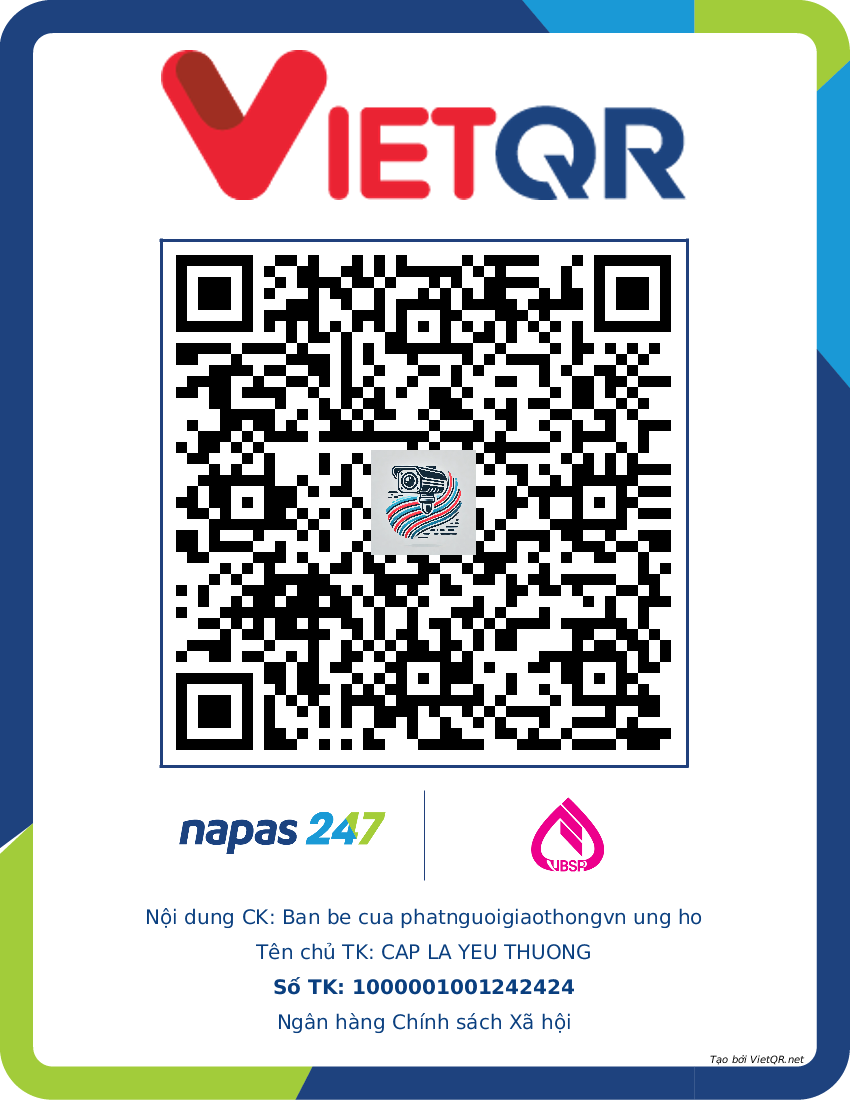 VIETQR
napas 247
VBSP
Nội dung CK: Ban be cua phatnguoigiaothongvn ung ho
Tên chủ TK: CAP LA YEU THUONG
Số TK: 1000001001242424
Ngân hàng Chính sách Xã hội
Tạo bởi VietQR.net